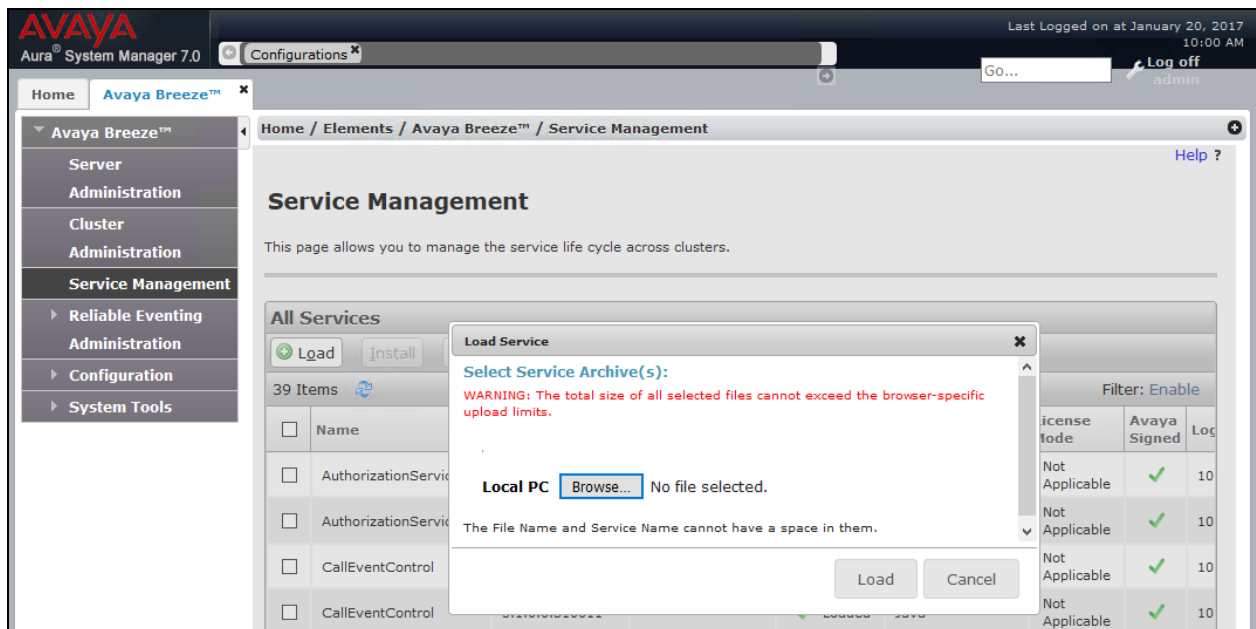 AVAYA
Aura® System Manager 7.0
Configurations ×
Last Logged on at January 20, 2017
10:00 AM
Go...
Log off
admin
Home
Avaya Breeze™ ×
Avaya Breeze™
Server
Administration
Cluster
Administration
Service Management
Reliable Eventing
Administration
Configuration
System Tools
Home / Elements / Avaya Breeze™ / Service Management
Help ?
Service Management
This page allows you to manage the service life cycle across clusters.
All Services
Load Install
39 Items
Filter: Enable
Name
License Mode
Avaya Signed
Log
AuthorizationServic
Not Applicable
10
AuthorizationServic
Not Applicable
10
CallEventControl
Not Applicable
10
CallEventControl
Not Applicable
10
Load Service
Select Service Archive(s):
WARNING: The total size of all selected files cannot exceed the browser-specific
upload limits.
Local PC Browse... No file selected.
The File Name and Service Name cannot have a space in them.
Load Cancel